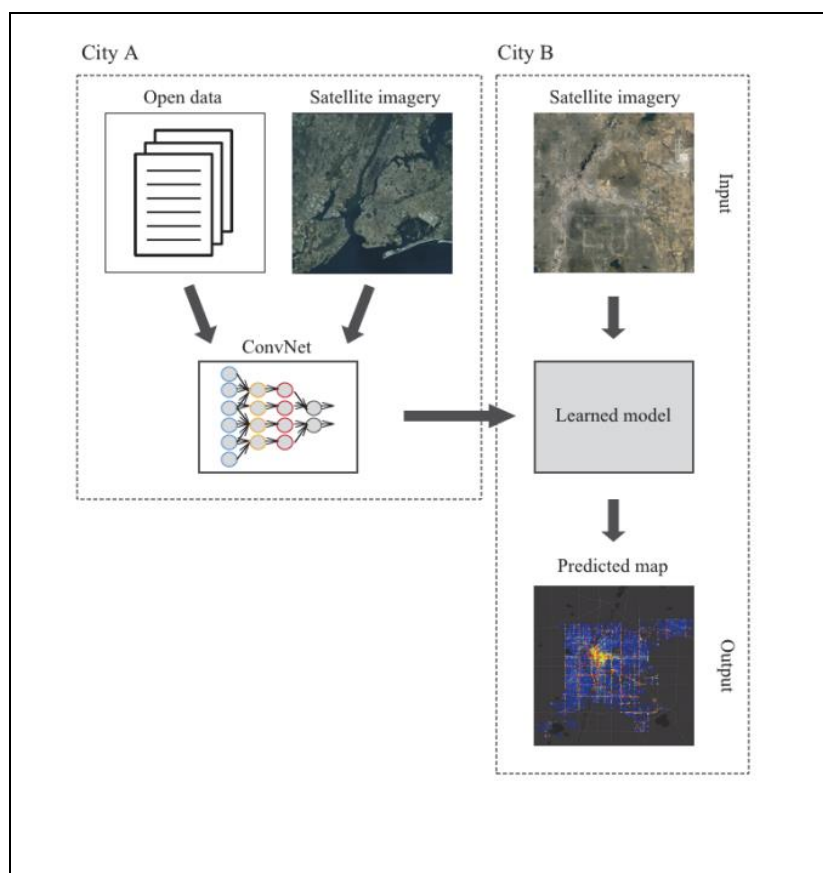 City A
City B
Open data
Satellite imagery
Satellite imagery
Input
ConvNet
Learned model
Predicted map
Output